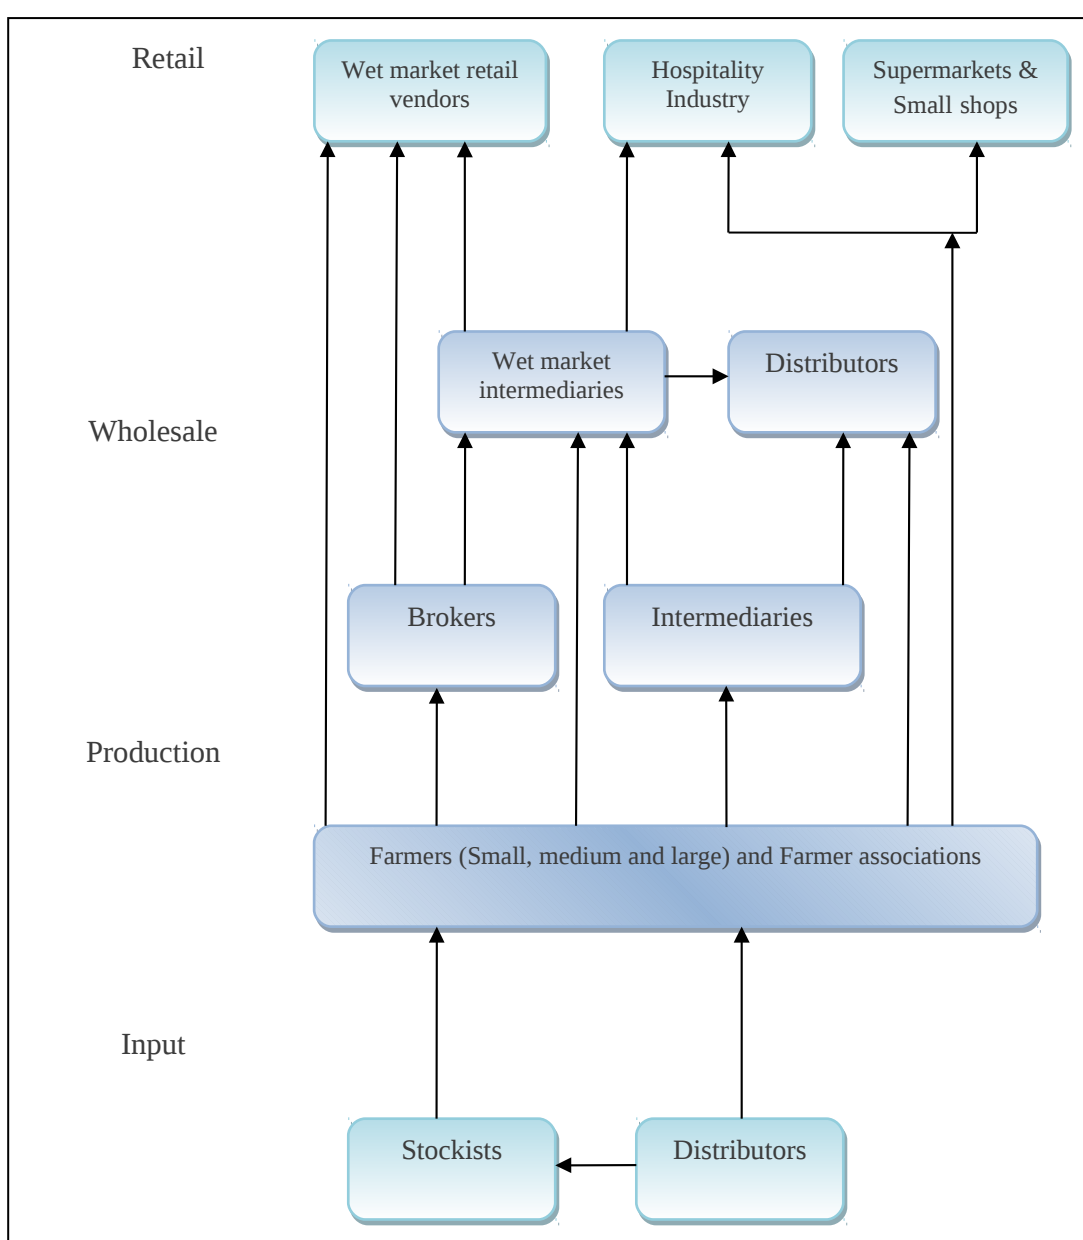 Retail
Wet market retail
vendors
Hospitality
Industry
Supermarkets &
Small shops
Wet market
intermediaries
Distributors
Wholesale
Brokers
Intermediaries
Production
Farmers (Small, medium and large) and Farmer associations
Input
Stockists
Distributors